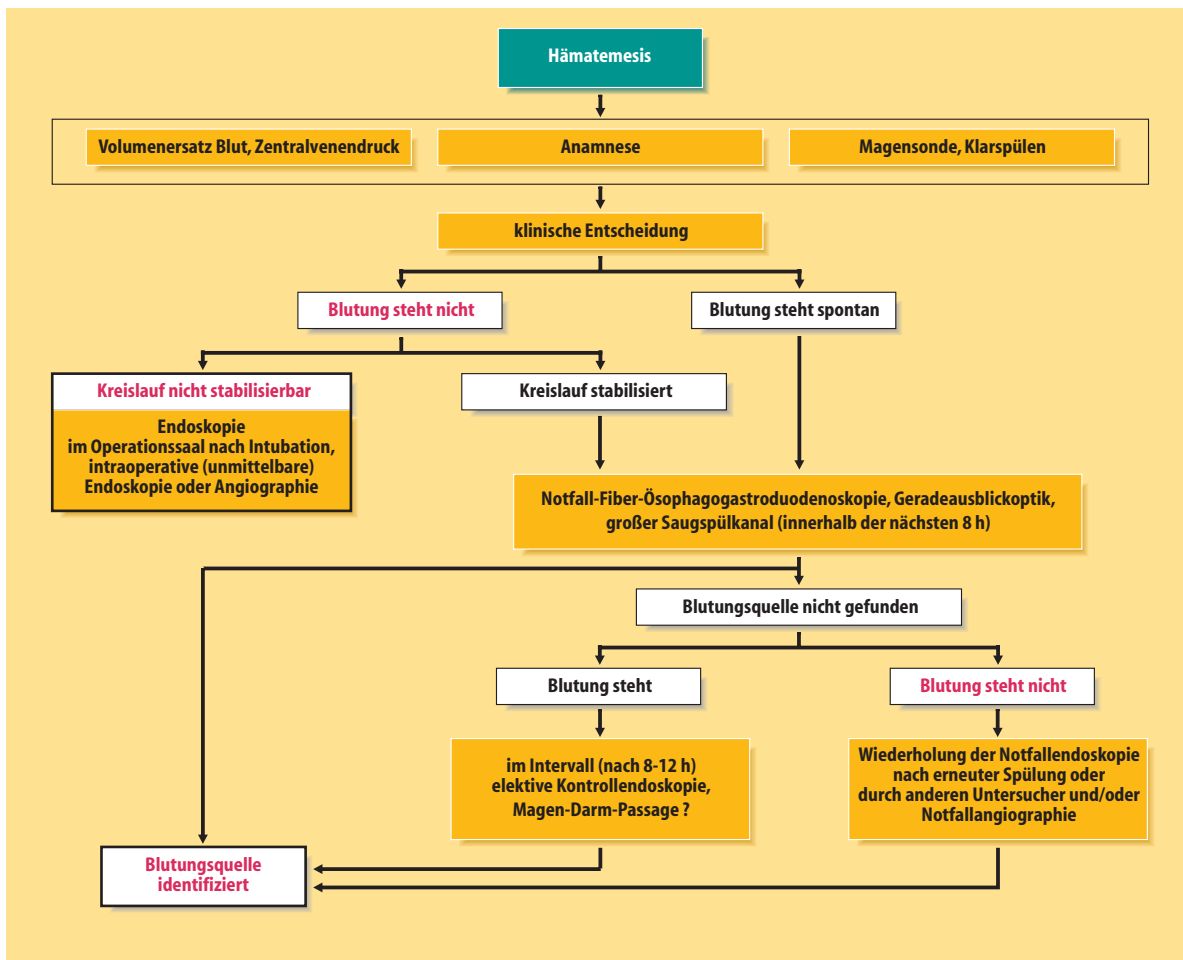 Hämatemesis
Volumenersatz Blut, Zentralvenendruck
Anamnese
Magensonde, Klarspülen
klinische Entscheidung
Blutung steht nicht
Blutung steht spontan
Kreislauf nicht stabilisierbar
Endoskopie
im Operationssaal nach Intubation,
intraoperative (unmittelbare)
Endoskopie oder Angiographie
Kreislauf stabilisiert
Notfall-Fiber-Ösophagogastroduodenoskopie, Geradeausblickoptik,
großer Saugspülkanal (innerhalb der nächsten 8 h)
Blutungsquelle nicht gefunden
Blutung steht
Blutung steht nicht
im Intervall (nach 8-12 h)
elektive Kontrollendoskopie,
Magen-Darm-Passage ?
Wiederholung der Notfallendoskopie
nach erneuter Spülung oder
durch anderen Untersucher und/oder
Notfallangiographie
Blutungsquelle
identifiziert